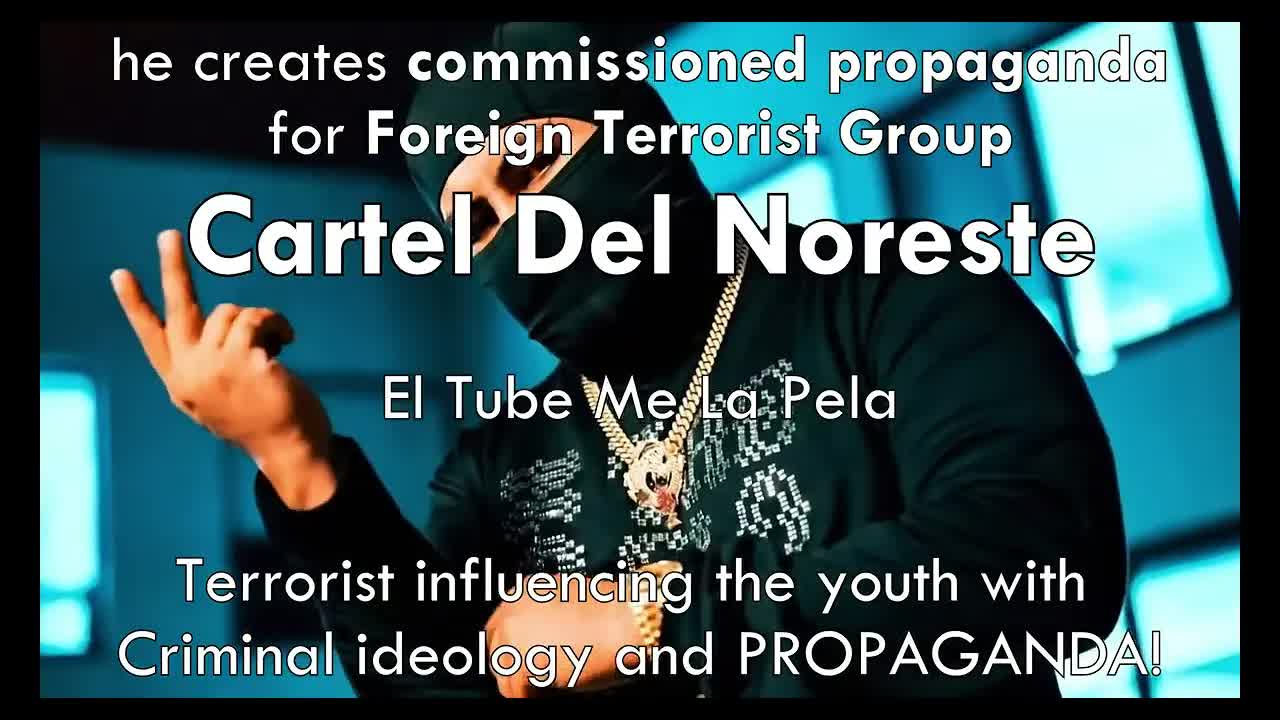 he creates commissioned propaganda
for Foreign Terrorist Group
Cartel Del Noreste
El Tube Me La Pela
Terrorist influencing the youth with
Criminal ideology and PROPAGANDA!